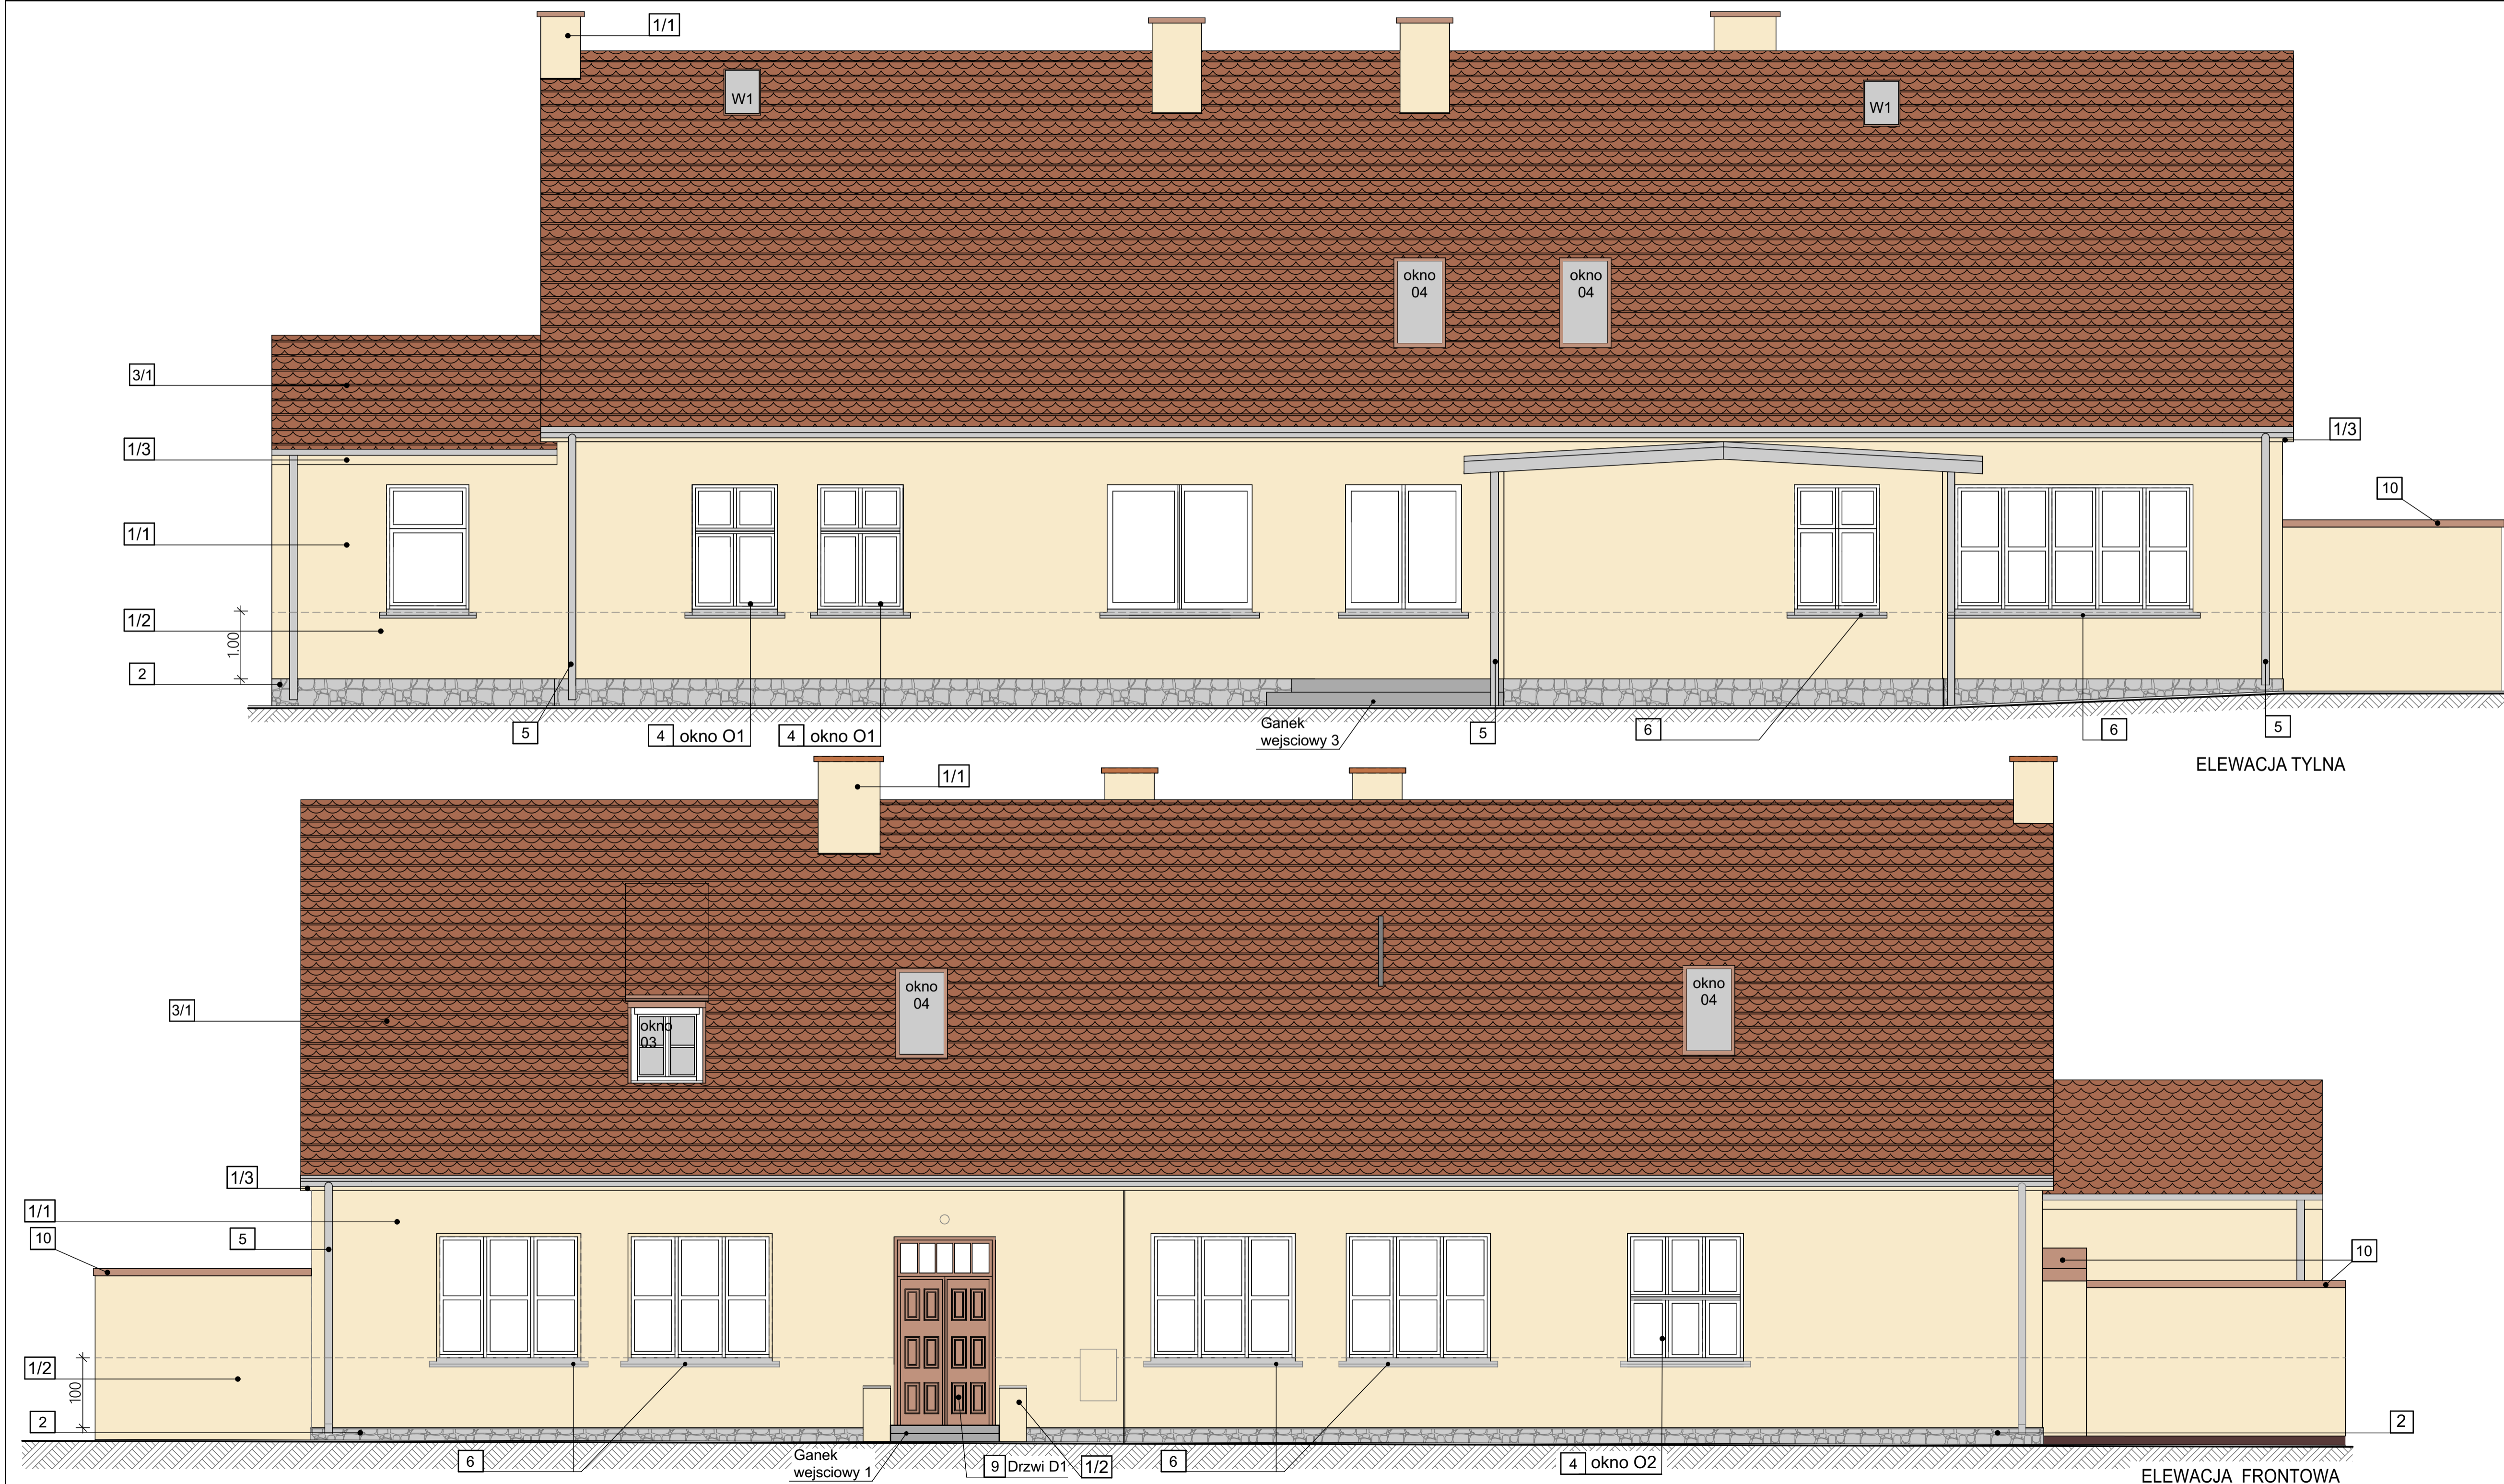 1/1
W1
W1
okno
04
okno
04
3/1
1/3
1/3
10
1/1
1/2
1.00
2
5
4 okno O1
4 okno O1
Ganek
wejsciowy 3
5
6
6
5
ELEWACJA TYLNA
1/1
okno
04
okno
04
3/1
okno
03
1/3
1/1
10
5
10
1/2
100
2
2
6
Ganek
wejsciowy 1
9 Drzwi D1
1/2
6
4 okno O2
ELEWACJA FRONTOWA